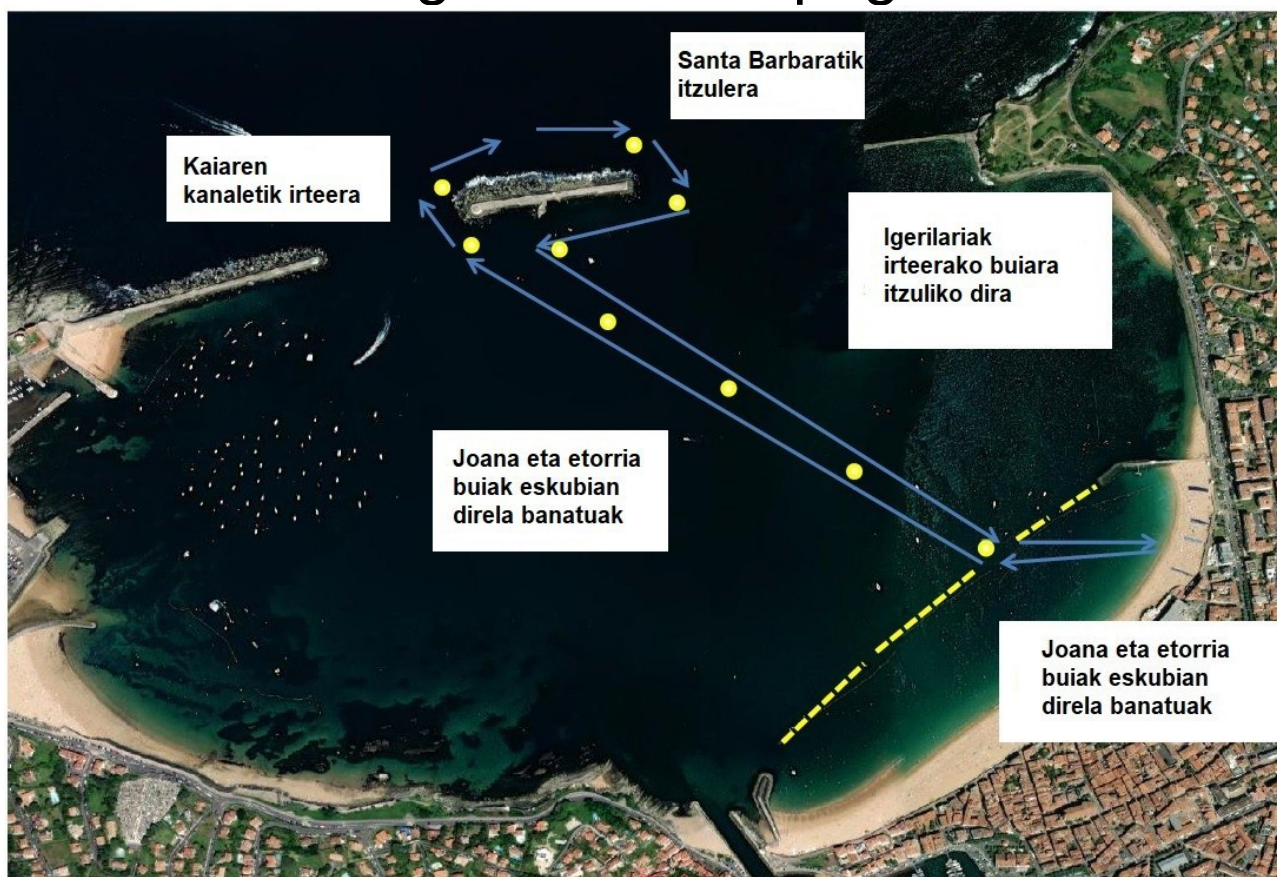 Santa Barbaratik
itzulera
Kaiaren
kanaletik irteera
Igerilariak
irteerako buiara
itzuliko dira
Joana eta etorria
buiak eskubian
direla banatuak
Joana eta etorria
buiak eskubian
direla banatuak